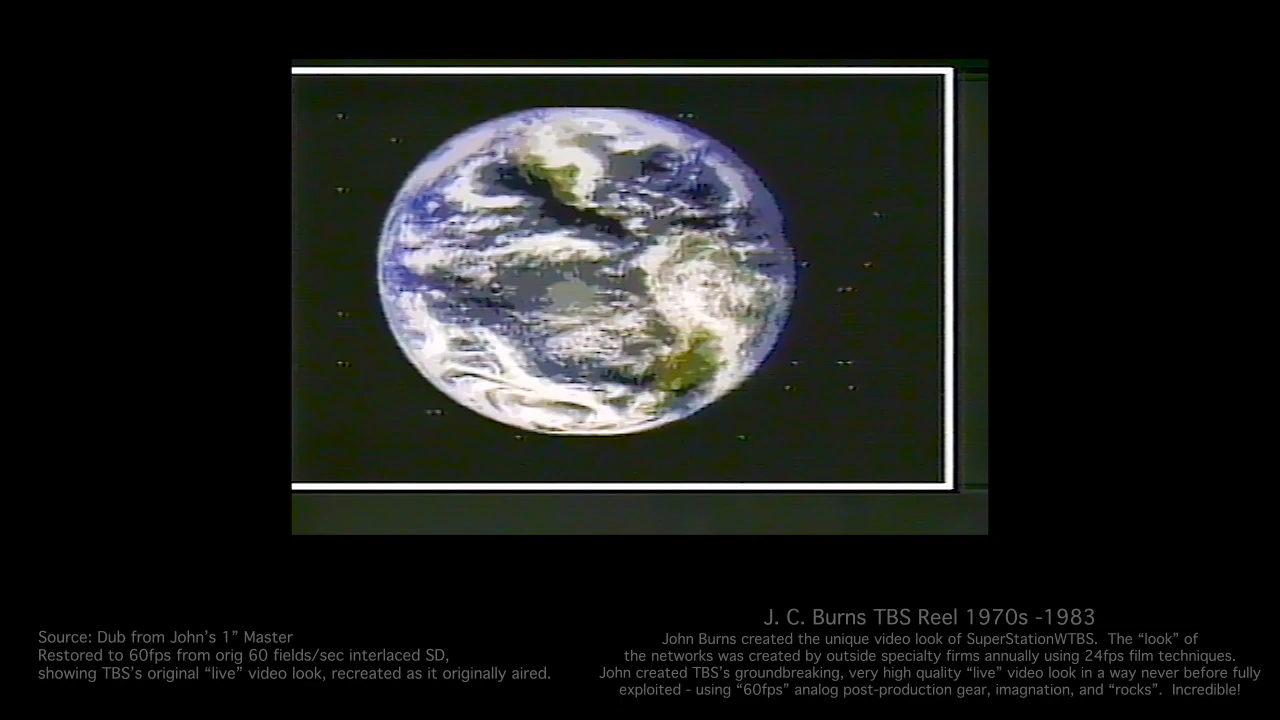 Source: Dub from John's 1” Master
Restored to 60fps from orig 60 fields/sec interlaced SD,
showing TBS's original “live” video look, recreated as it originally aired.
J. C. Burns TBS Reel 1970s -1983
John Burns created the unique video look of SuperStationWTBS.  The “look” of
the networks was created by outside specialty firms annually using 24fps film techniques.
John created TBS's groundbreaking, very high quality “live” video look in a way never before fully
exploited - using “60fps” analog post-production gear, imagnation, and “rocks”.  Incredible!